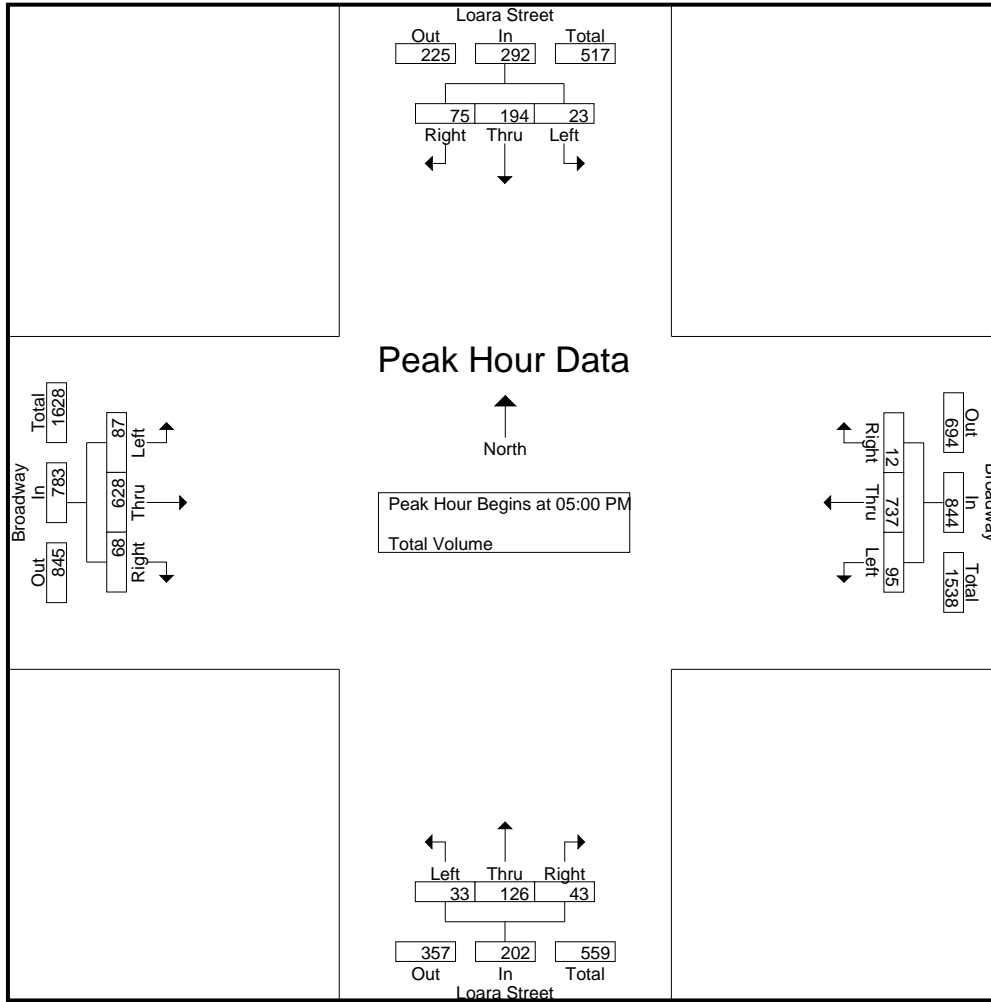 Loara Street
Out In Total
225 292 517
75 194 23
Right Thru Left
Peak Hour Data
North
Peak Hour Begins at 05:00 PM
Total Volume
Broadway
Total In Out
1628 783 845
87 628 68
Left Thru Right
Broadway
Out In Total
694 844 1538
12 737 95
Right Thru Left
Left Thru Right
33 126 43
357 202 559
Out In Total
Loara Street